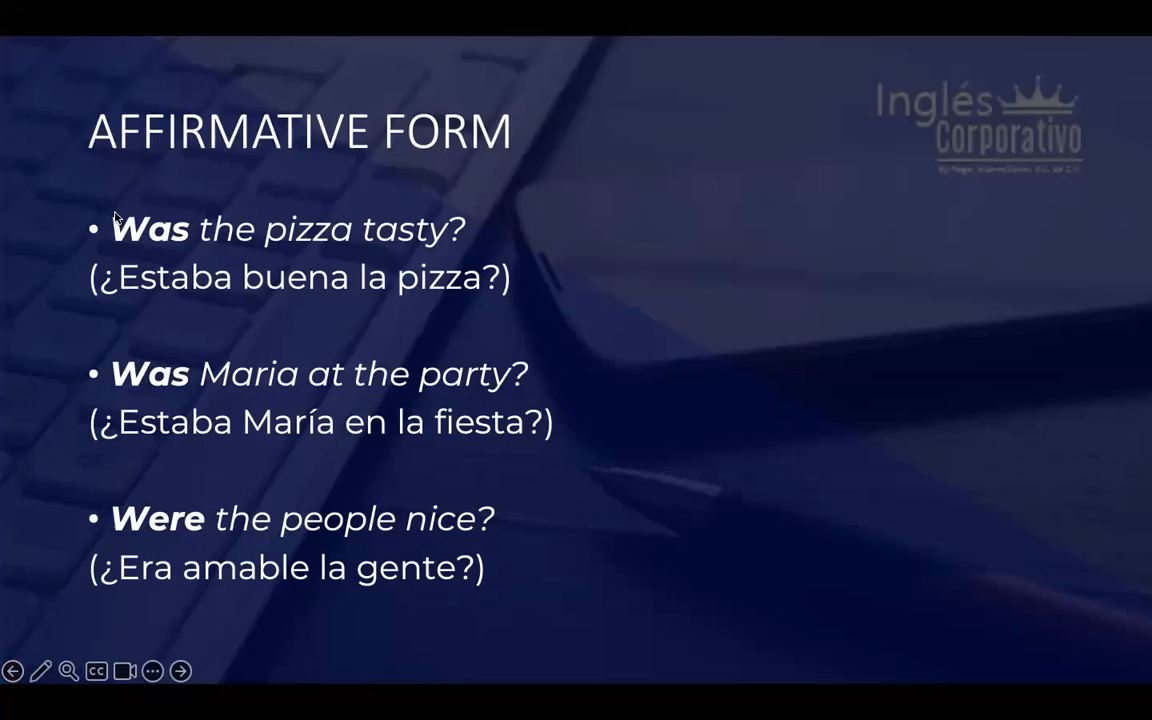 Inglés
Corporativo
AFFIRMATIVE FORM
• Was the pizza tasty?
(¿Estaba buena la pizza?)
• Was Maria at the party?
(¿Estaba María en la fiesta?)
• Were the people nice?
(¿Era amable la gente?)
CC